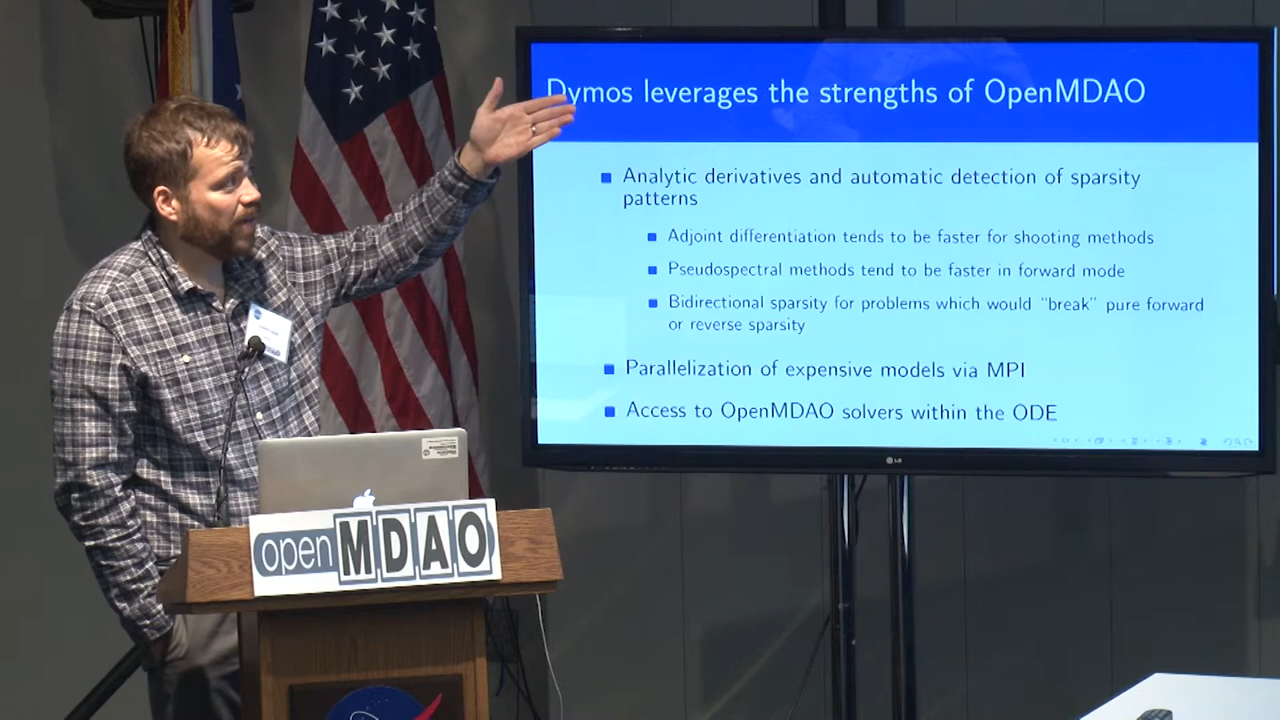 Dymos leverages the strengths of OpenMDAO
Analytic derivatives and automatic detection of sparsity
patterns
Adjoint differentiation tends to be faster for shooting methods
Pseudospectral methods tend to be faster in forward mode
Bidirectional sparsity for problems which would “break” pure forward
or reverse sparsity
Parallelization of expensive models via MPI
Access to OpenMDAO solvers within the ODE
LG
open MDAO